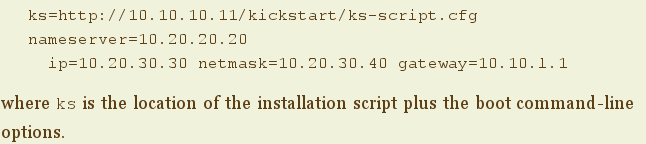 ks=http://10.10.10.11/kickstart/ks-script.cfg
nameserver=10.20.20.20
ip=10.20.30.30 netmask=10.20.30.40 gateway=10.10.1.1
where ks is the location of the installation script plus the boot command-line
options.